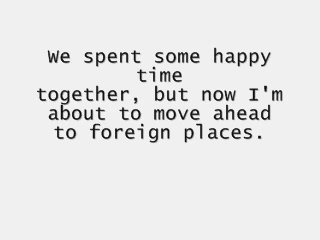 We spent some happy
time
together, but now I'm
about to move ahead
to foreign places.